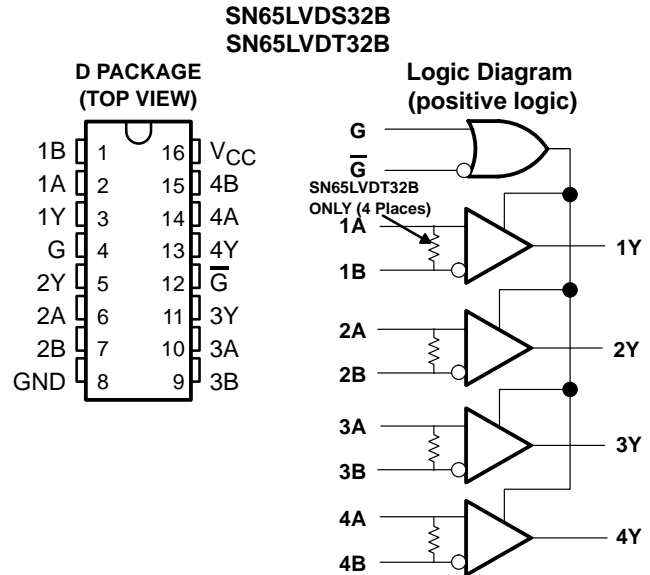 SN65LVDS32B
SN65LVDT32B
D PACKAGE
(TOP VIEW)
1B 1 16 VCC
1A 2 15 4B
1Y 3 14 4A
G 4 13 4Y
2Y 5 12 G̅
2A 6 11 3Y
2B 7 10 3A
GND 8 9 3B
Logic Diagram
(positive logic)
G
G̅
SN65LVDT32B
ONLY (4 Places)
1A
1Y
1B
2A
2Y
2B
3A
3Y
3B
4A
4Y
4B